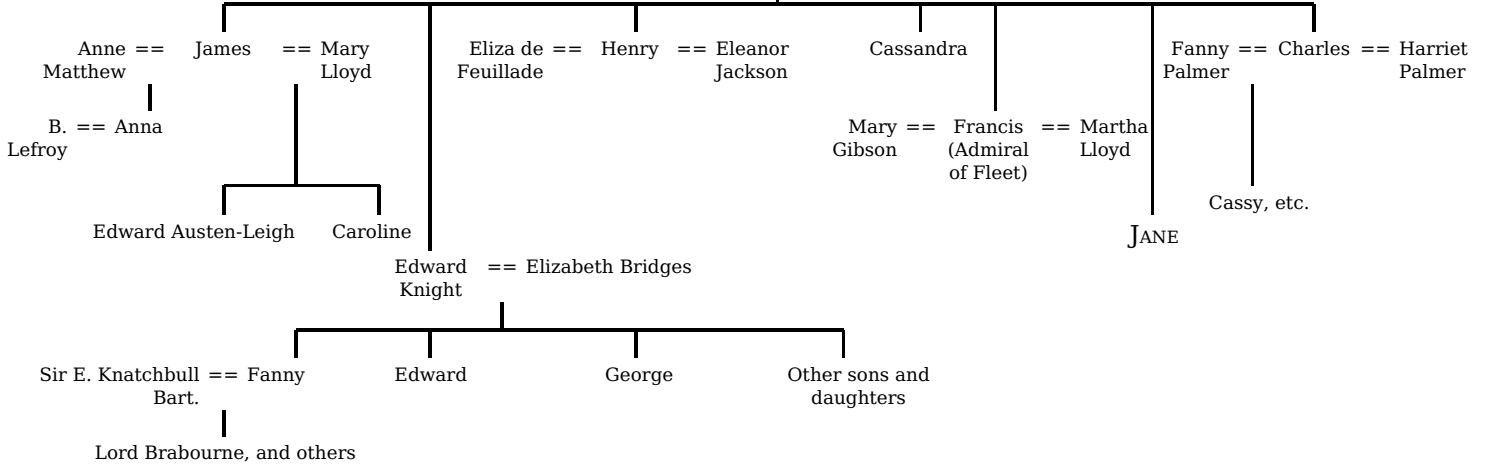 Anne == James == Mary Eliza de == Henry == Eleanor Cassandra Fanny == Charles == Harriet
Matthew Lloyd Feuillade Jackson Palmer Palmer
B. == Anna Mary == Francis == Martha
Lefroy Gibson (Admiral Lloyd
of Fleet)
Cassy, etc.
Edward Austen-Leigh Caroline JANE
Edward == Elizabeth Bridges
Knight
Sir E. Knatchbull == Fanny Edward George Other sons and
Bart. daughters
Lord Brabourne, and others